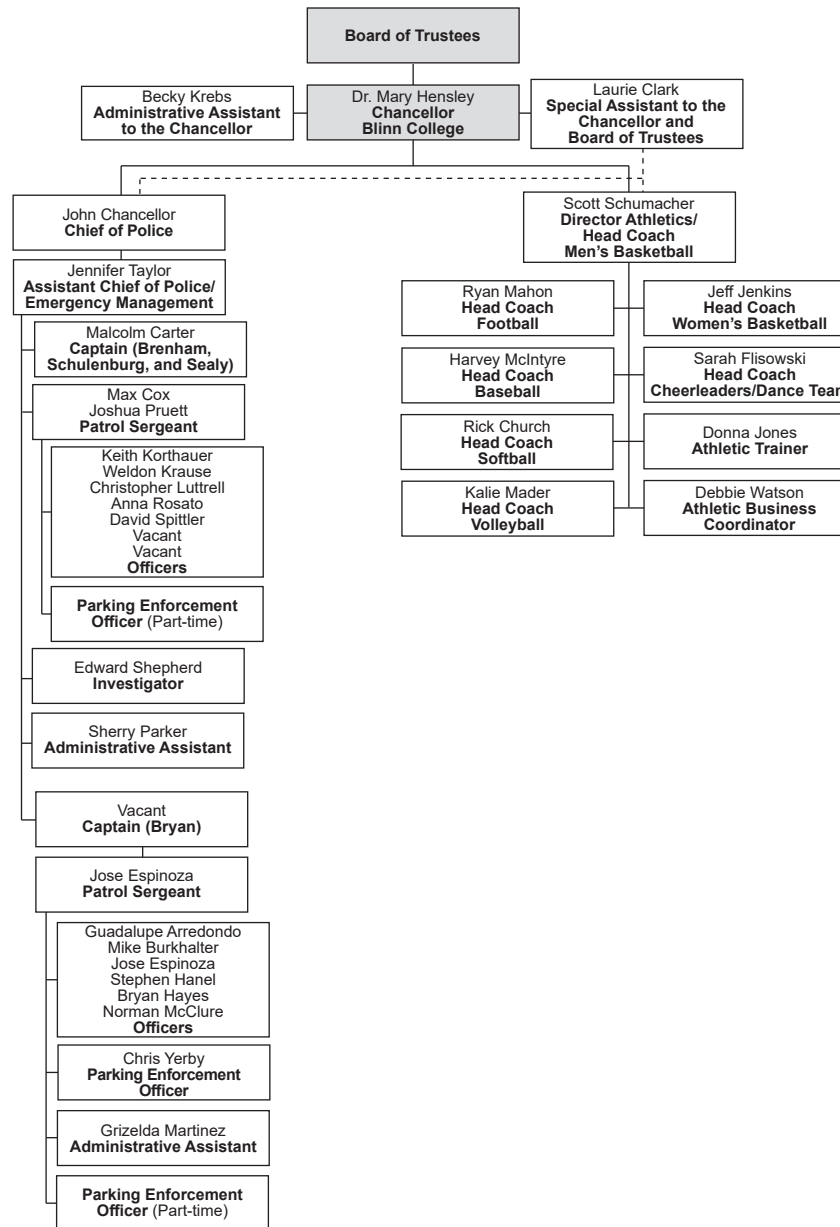 Board of Trustees
Becky Krebs
Administrative Assistant
to the Chancellor
Dr. Mary Hensley
Chancellor
Blinn College
Laurie Clark
Special Assistant to the
Chancellor and
Board of Trustees
John Chancellor
Chief of Police
Jennifer Taylor
Assistant Chief of Police/
Emergency Management
Malcolm Carter
Captain (Brenham,
Schulenburg, and Sealy)
Max Cox
Joshua Pruett
Patrol Sergeant
Keith Korthauer
Weldon Krause
Christopher Luttrell
Anna Rosato
David Spittler
Vacant
Vacant
Officers
Parking Enforcement
Officer (Part-time)
Edward Shepherd
Investigator
Sherry Parker
Administrative Assistant
Vacant
Captain (Bryan)
Jose Espinoza
Patrol Sergeant
Guadalupe Arredondo
Mike Burkhalter
Jose Espinoza
Stephen Hanel
Bryan Hayes
Norman McClure
Officers
Chris Yerby
Parking Enforcement
Officer
Grizelda Martinez
Administrative Assistant
Parking Enforcement
Officer (Part-time)
Scott Schumacher
Director Athletics/
Head Coach
Men's Basketball
Ryan Mahon
Head Coach
Football
Jeff Jenkins
Head Coach
Women's Basketball
Harvey McIntyre
Head Coach
Baseball
Sarah Flisowski
Head Coach
Cheerleaders/Dance Team
Rick Church
Head Coach
Softball
Donna Jones
Athletic Trainer
Kalie Mader
Head Coach
Volleyball
Debbie Watson
Athletic Business
Coordinator